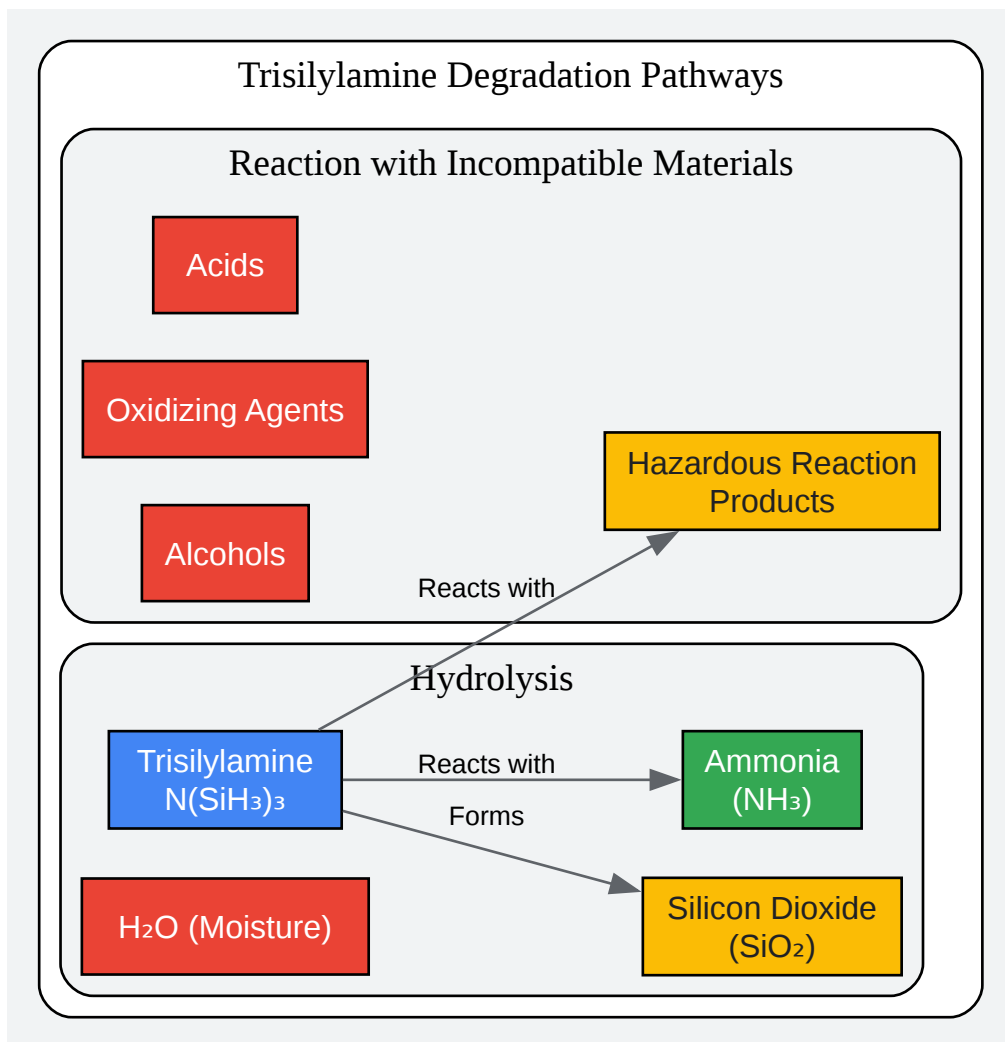 Trisilylamine Degradation Pathways
Reaction with Incompatible Materials
Acids
Oxidizing Agents
Hazardous Reaction
Products
Alcohols
Reacts with
Hydrolysis
Trisilylamine
N(SiH₃)₃
Reacts with
Ammonia
(NH₃)
Forms
H₂O (Moisture)
Silicon Dioxide
(SiO₂)